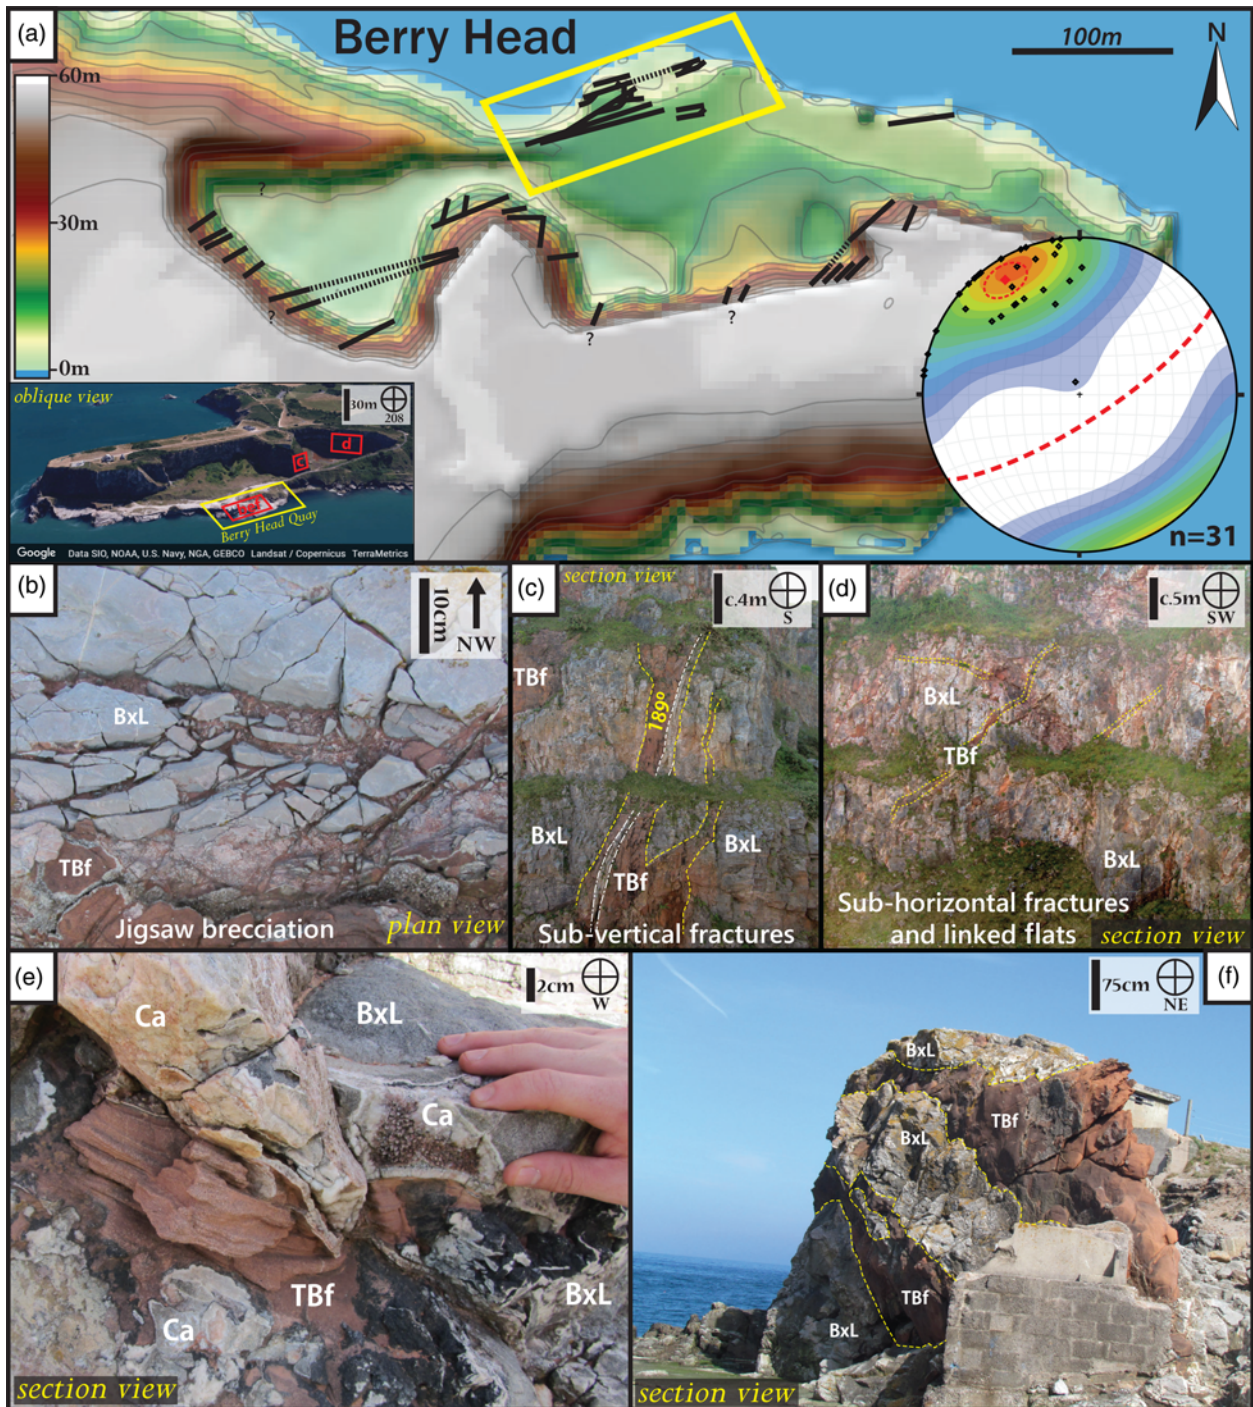 (a)
Berry Head
100m
N
60m
30m
0m
?
?
?
?
n=31
oblique view
30m
208
d
c
Berry Head Quay
Google Data SIO, NOAA, U.S. Navy, NGA, GEBCO Landsat / Copernicus TerraMetrics
(b)
10cm
NW
BxL
TBf
Jigsaw brecciation
plan view
(c)
section view
c.4m
S
TBf
189º
BxL
BxL
TBf
Sub-vertical fractures
(d)
c.5m
SW
BxL
TBf
BxL
Sub-horizontal fractures
and linked flats
section view
(e)
2cm
W
Ca
BxL
Ca
TBf
BxL
Ca
section view
75cm
NE
(f)
BxL
TBf
BxL
TBf
BxL
section view